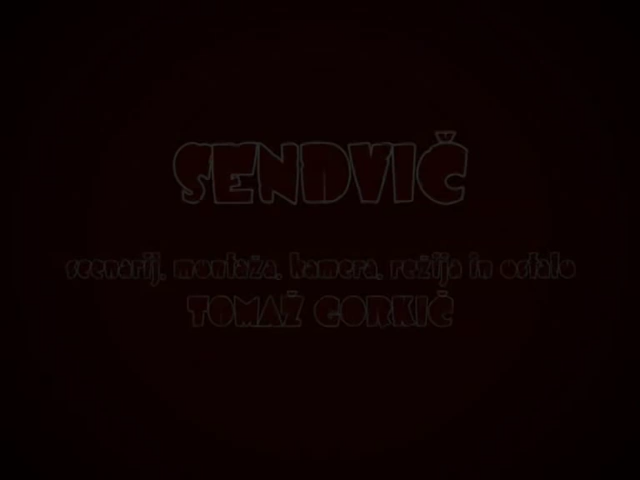 SENDVIČ
scenarij, montaža, kamera, režija in ostalo
TOMAŽ GORKIČ